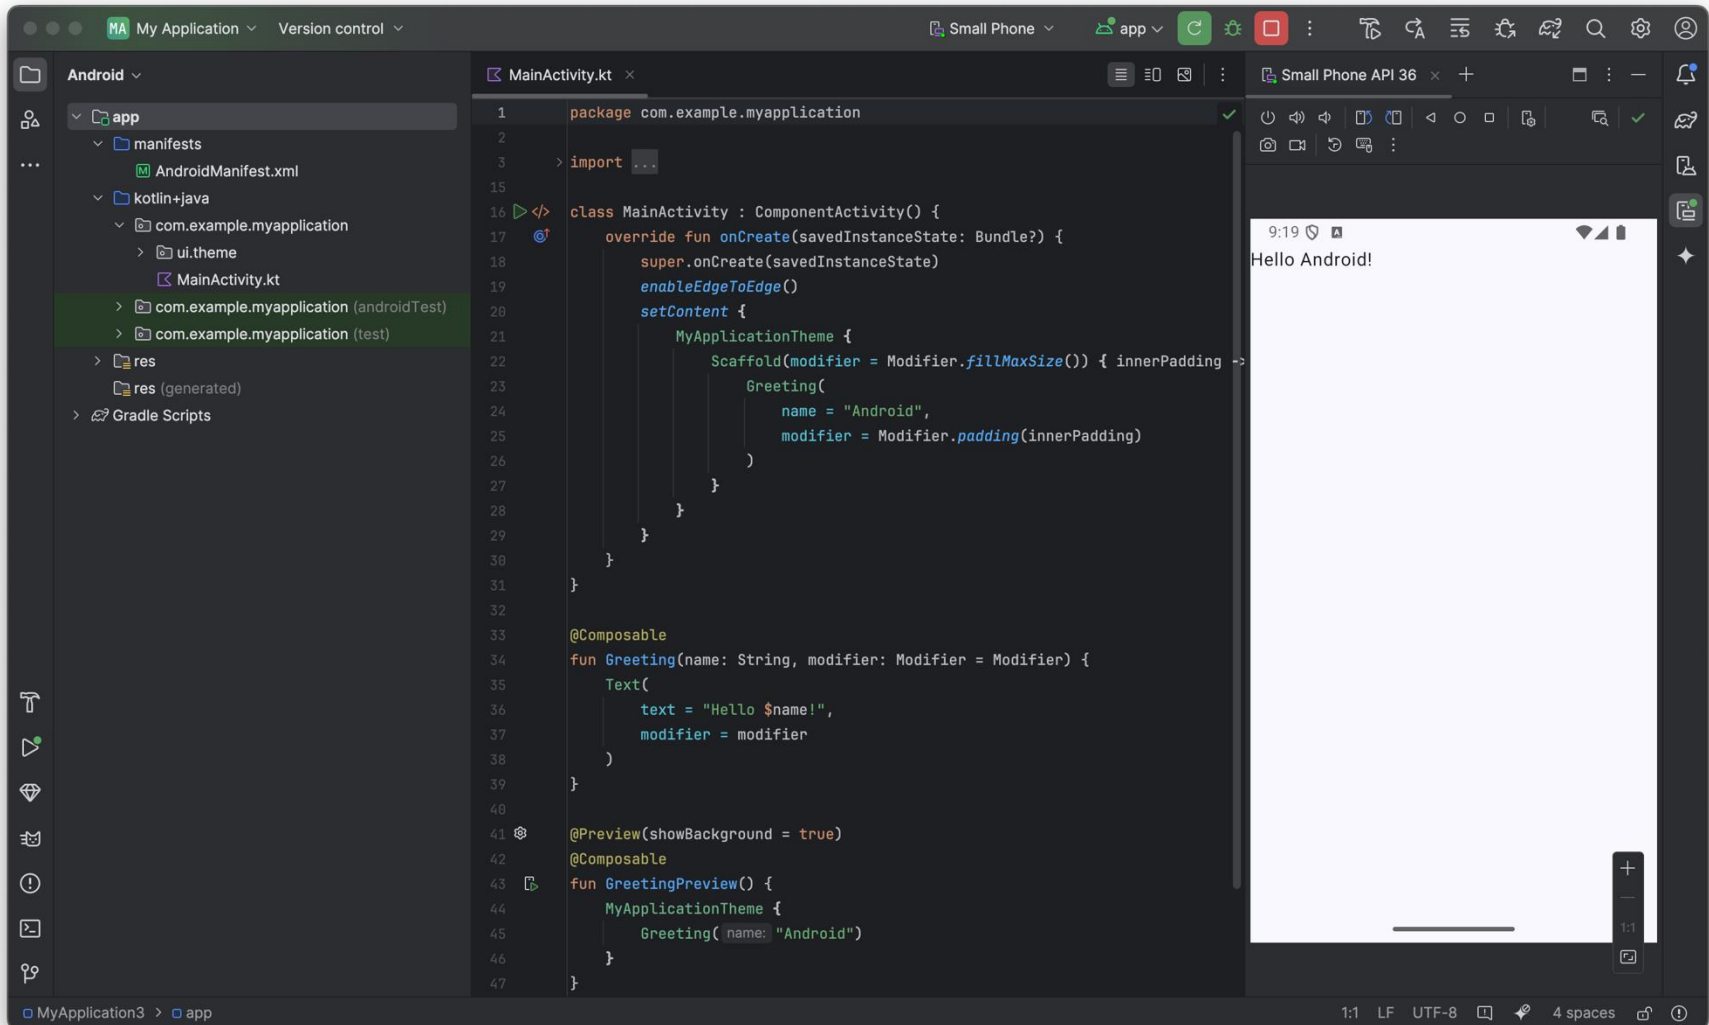 MA My Application Version control Small Phone app
Android
app
manifests
AndroidManifest.xml
kotlin+java
com.example.myapplication
ui.theme
MainActivity.kt
com.example.myapplication (androidTest)
com.example.myapplication (test)
res
res (generated)
Gradle Scripts
MainActivity.kt
1 package com.example.myapplication
2
3 import ...
15
16 class MainActivity : ComponentActivity() {
17 override fun onCreate(savedInstanceState: Bundle?) {
18 super.onCreate(savedInstanceState)
19 enableEdgeToEdge()
20 setContent {
21 MyApplicationTheme {
22 Scaffold(modifier = Modifier.fillMaxSize()) { innerPadding ->
23 Greeting(
24 name = "Android",
25 modifier = Modifier.padding(innerPadding)
26 )
27 }
28 }
29 }
30 }
31 }
32
33 @Composable
34 fun Greeting(name: String, modifier: Modifier = Modifier) {
35 Text(
36 text = "Hello $name!",
37 modifier = modifier
38 )
39 }
40
41 @Preview(showBackground = true)
42 @Composable
43 fun GreetingPreview() {
44 MyApplicationTheme {
45 Greeting( name: "Android")
46 }
47 }
Small Phone API 36
9:19
Hello Android!
1:1
MyApplication3 > app
1:1 LF UTF-8 4 spaces